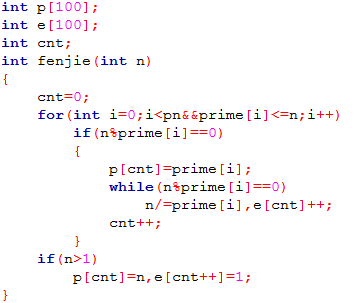 int p[100];
int e[100];
int cnt;
int fenjie(int n)
{
    cnt=0;
    for(int i=0;i<pn&&prime[i]<=n;i++)
        if(n%prime[i]==0)
        {
            p[cnt]=prime[i];
            while(n%prime[i]==0)
                n/=prime[i],e[cnt]++;
            cnt++;
        }
    if(n>1)
        p[cnt]=n,e[cnt++]=1;
}